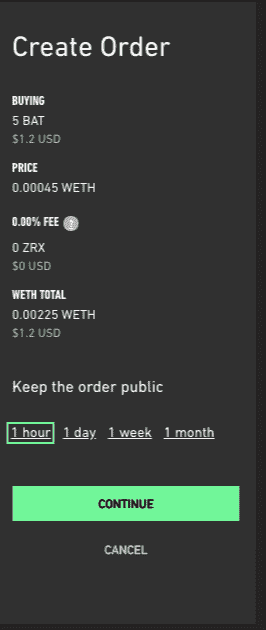 Create Order
BUYING
5 BAT
$1.2 USD
PRICE
0.00045 WETH
0.00% FEE
0 ZRX
$0 USD
WETH TOTAL
0.00225 WETH
$1.2 USD
Keep the order public
1 hour 1 day 1 week 1 month
CONTINUE
CANCEL